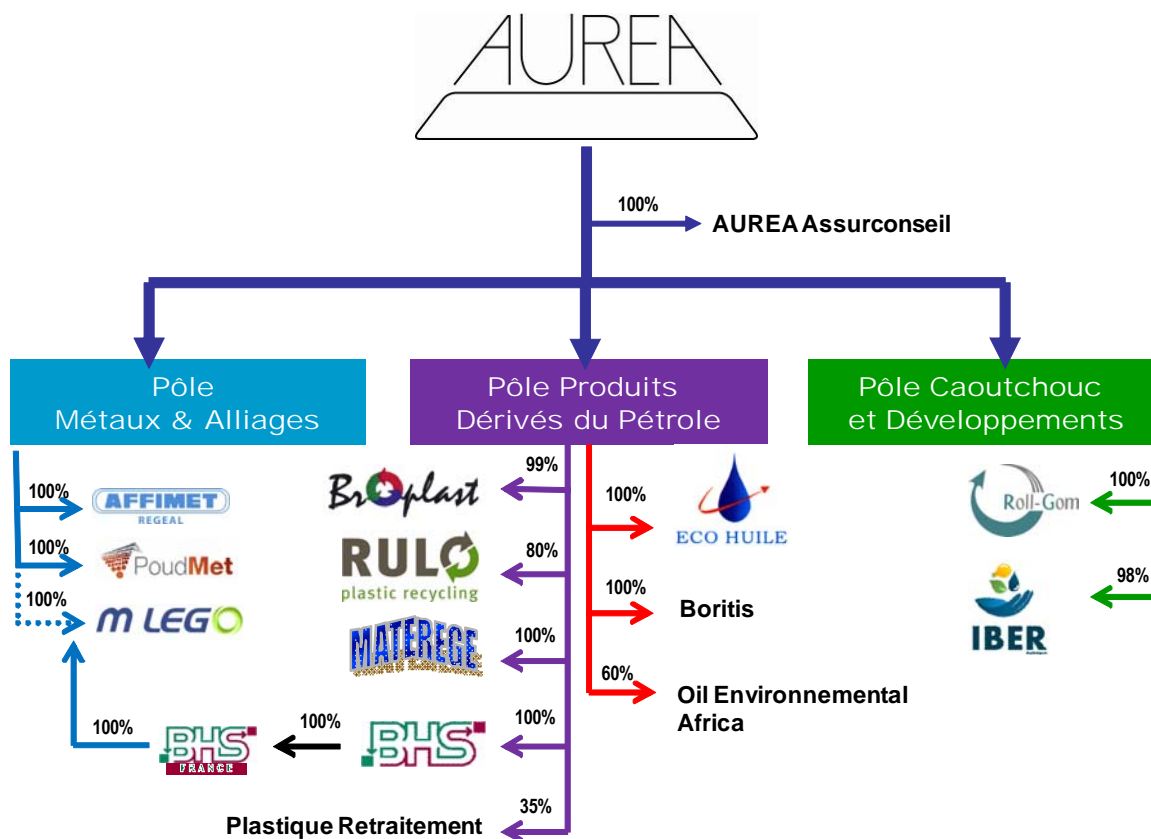 AUREA
100%
AUREA Assurconseil
Pôle
Métaux & Alliages
Pôle Produits
Dérivés du Pétrole
Pôle Caoutchouc
et Développements
100%
AFFIMET
REGEAL
100%
PoudMet
100%
M LEGO
100%
BHS
FRANCE
100%
BHS
99%
Broplast
80%
RULO
plastic recycling
100%
MATEREGE
100%
35%
Plastique Retraitement
100%
ECO HUILE
100%
Boritis
60%
Oil Environnemental
Africa
100%
Roll-Gom
98%
IBER